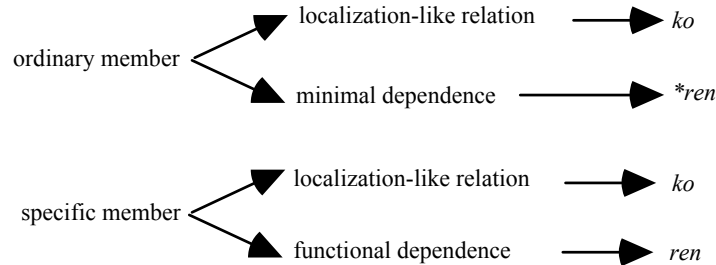 localization-like relation ko
ordinary member
minimal dependence *ren
localization-like relation ko
specific member
functional dependence ren